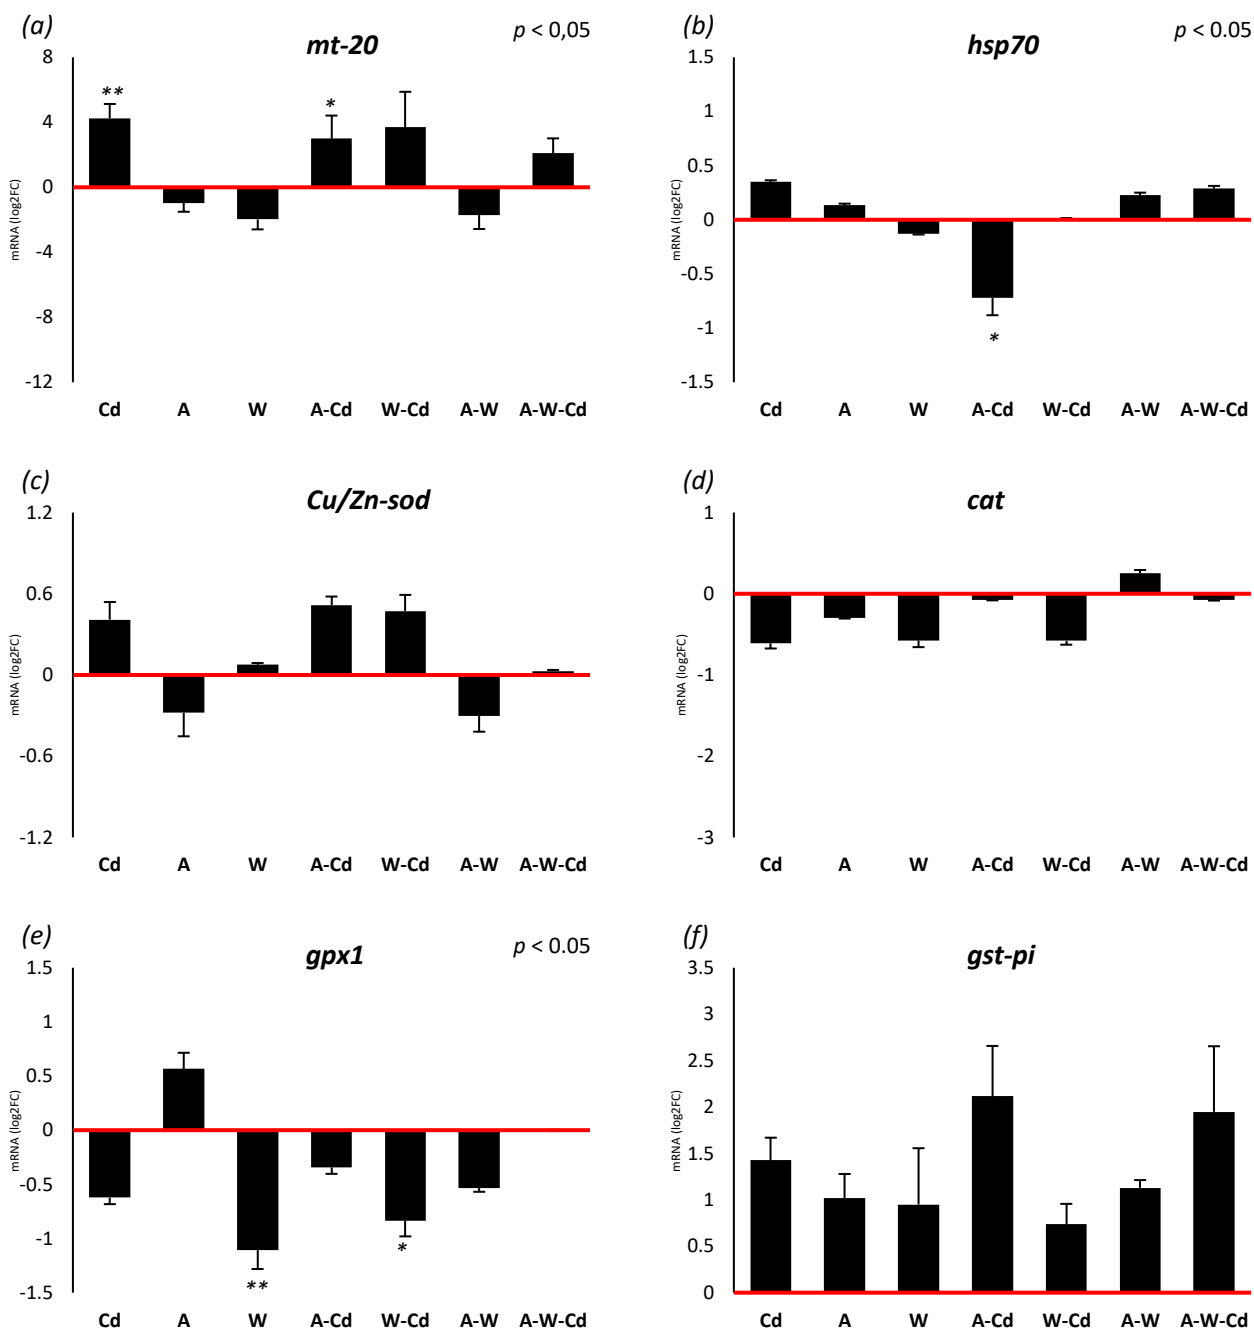 (a)
mt-20
p < 0,05
8
4
0
-4
-8
-12
mRNA (log2FC)
**
*
Cd A W A-Cd W-Cd A-W A-W-Cd
(b)
hsp70
p < 0.05
1.5
1
0.5
0
-0.5
-1
-1.5
mRNA (log2FC)
*
Cd A W A-Cd W-Cd A-W A-W-Cd
(c)
Cu/Zn-sod
1.2
0.6
0
-0.6
-1.2
mRNA (log2FC)
Cd A W A-Cd W-Cd A-W A-W-Cd
(d)
cat
1
0
-1
-2
-3
mRNA (log2FC)
Cd A W A-Cd W-Cd A-W A-W-Cd
(e)
gpx1
p < 0.05
1.5
1
0.5
0
-0.5
-1
-1.5
mRNA (log2FC)
**
*
Cd A W A-Cd W-Cd A-W A-W-Cd
(f)
gst-pi
3.5
3
2.5
2
1.5
1
0.5
0
mRNA (log2FC)
Cd A W A-Cd W-Cd A-W A-W-Cd